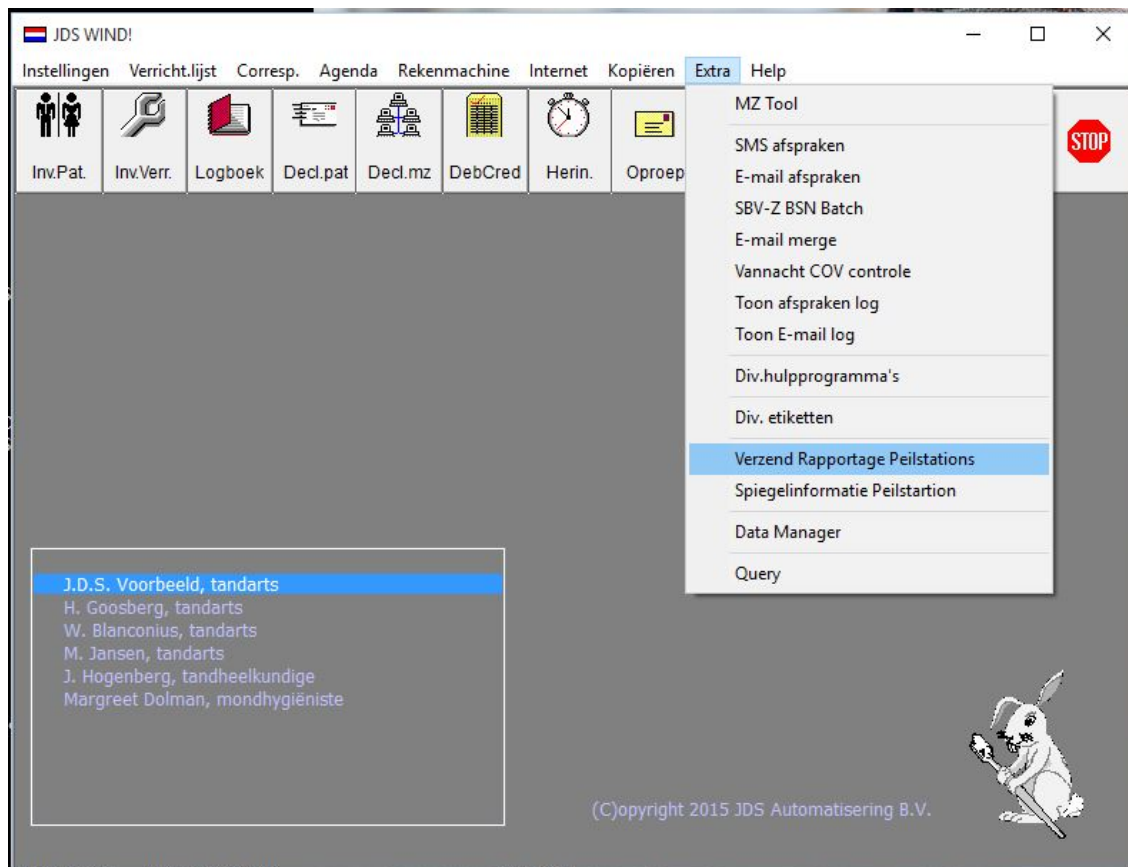 JDS WIND!
Instellingen Verricht.lijst Corresp. Agenda Rekenmachine Internet Kopiëren Extra Help
Inv.Pat. Inv.Verr. Logboek Decl.pat Decl.mz DebCred Herin. Oproep
STOP
MZ Tool
SMS afspraken
E-mail afspraken
SBV-Z BSN Batch
E-mail merge
Vannacht COV controle
Toon afspraken log
Toon E-mail log
Div.hulpprogramma's
Div. etiketten
Verzend Rapportage Peilstations
Spiegelinformatie Peilstartion
Data Manager
Query
J.D.S. Voorbeeld, tandarts
H. Goosberg, tandarts
W. Blanconius, tandarts
M. Jansen, tandarts
J. Hogenberg, tandheelkundige
Margreet Dolman, mondhygiëniste
(C)opyright 2015 JDS Automatisering B.V.